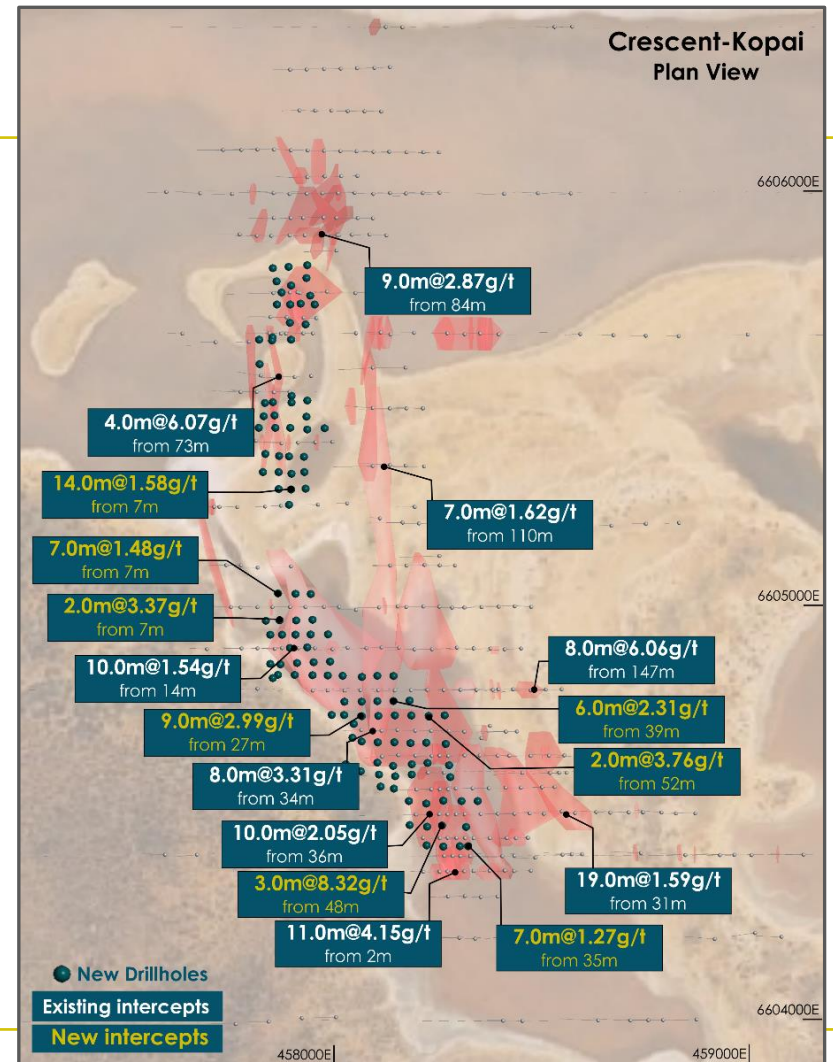 Crescent-Kopai
Plan View
6606000E
9.0m@2.87g/t
from 84m
4.0m@6.07g/t
from 73m
14.0m@1.58g/t
from 7m
7.0m@1.62g/t
from 110m
7.0m@1.48g/t
from 7m
6605000E
2.0m@3.37g/t
from 7m
8.0m@6.06g/t
from 147m
10.0m@1.54g/t
from 14m
6.0m@2.31g/t
from 39m
9.0m@2.99g/t
from 27m
2.0m@3.76g/t
from 52m
8.0m@3.31g/t
from 34m
10.0m@2.05g/t
from 36m
3.0m@8.32g/t
from 48m
19.0m@1.59g/t
from 31m
11.0m@4.15g/t
from 2m
7.0m@1.27g/t
from 35m
New Drillholes
Existing intercepts
New intercepts
6604000E
458000E
459000E